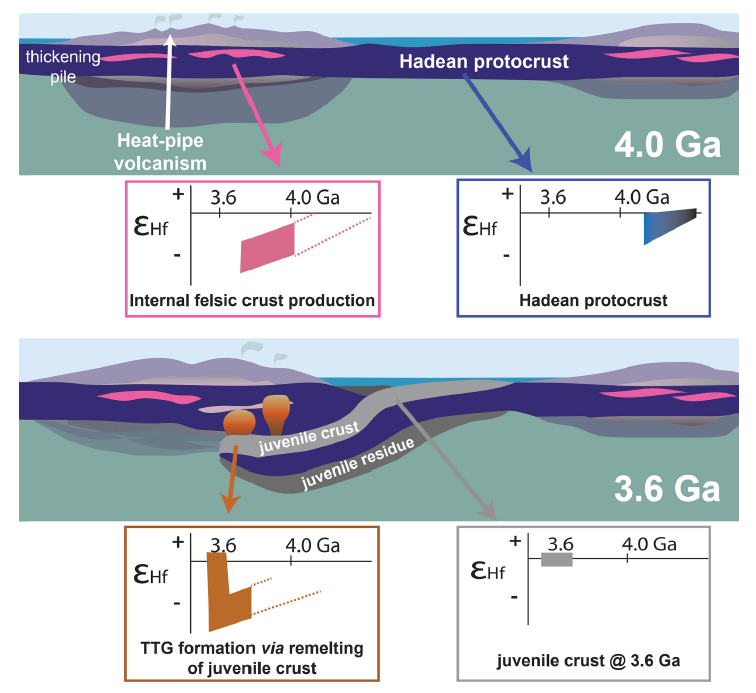 thickening
pile
Hadean protocrust
Heat-pipe
volcanism
4.0 Ga
+
3.6
4.0 Ga
εHf
-
Internal felsic crust production
+
3.6
4.0 Ga
εHf
-
Hadean protocrust
juvenile crust
juvenile residue
3.6 Ga
+
3.6
4.0 Ga
εHf
-
TTG formation via remelting
of juvenile crust
+
3.6
4.0 Ga
εHf
-
juvenile crust @ 3.6 Ga